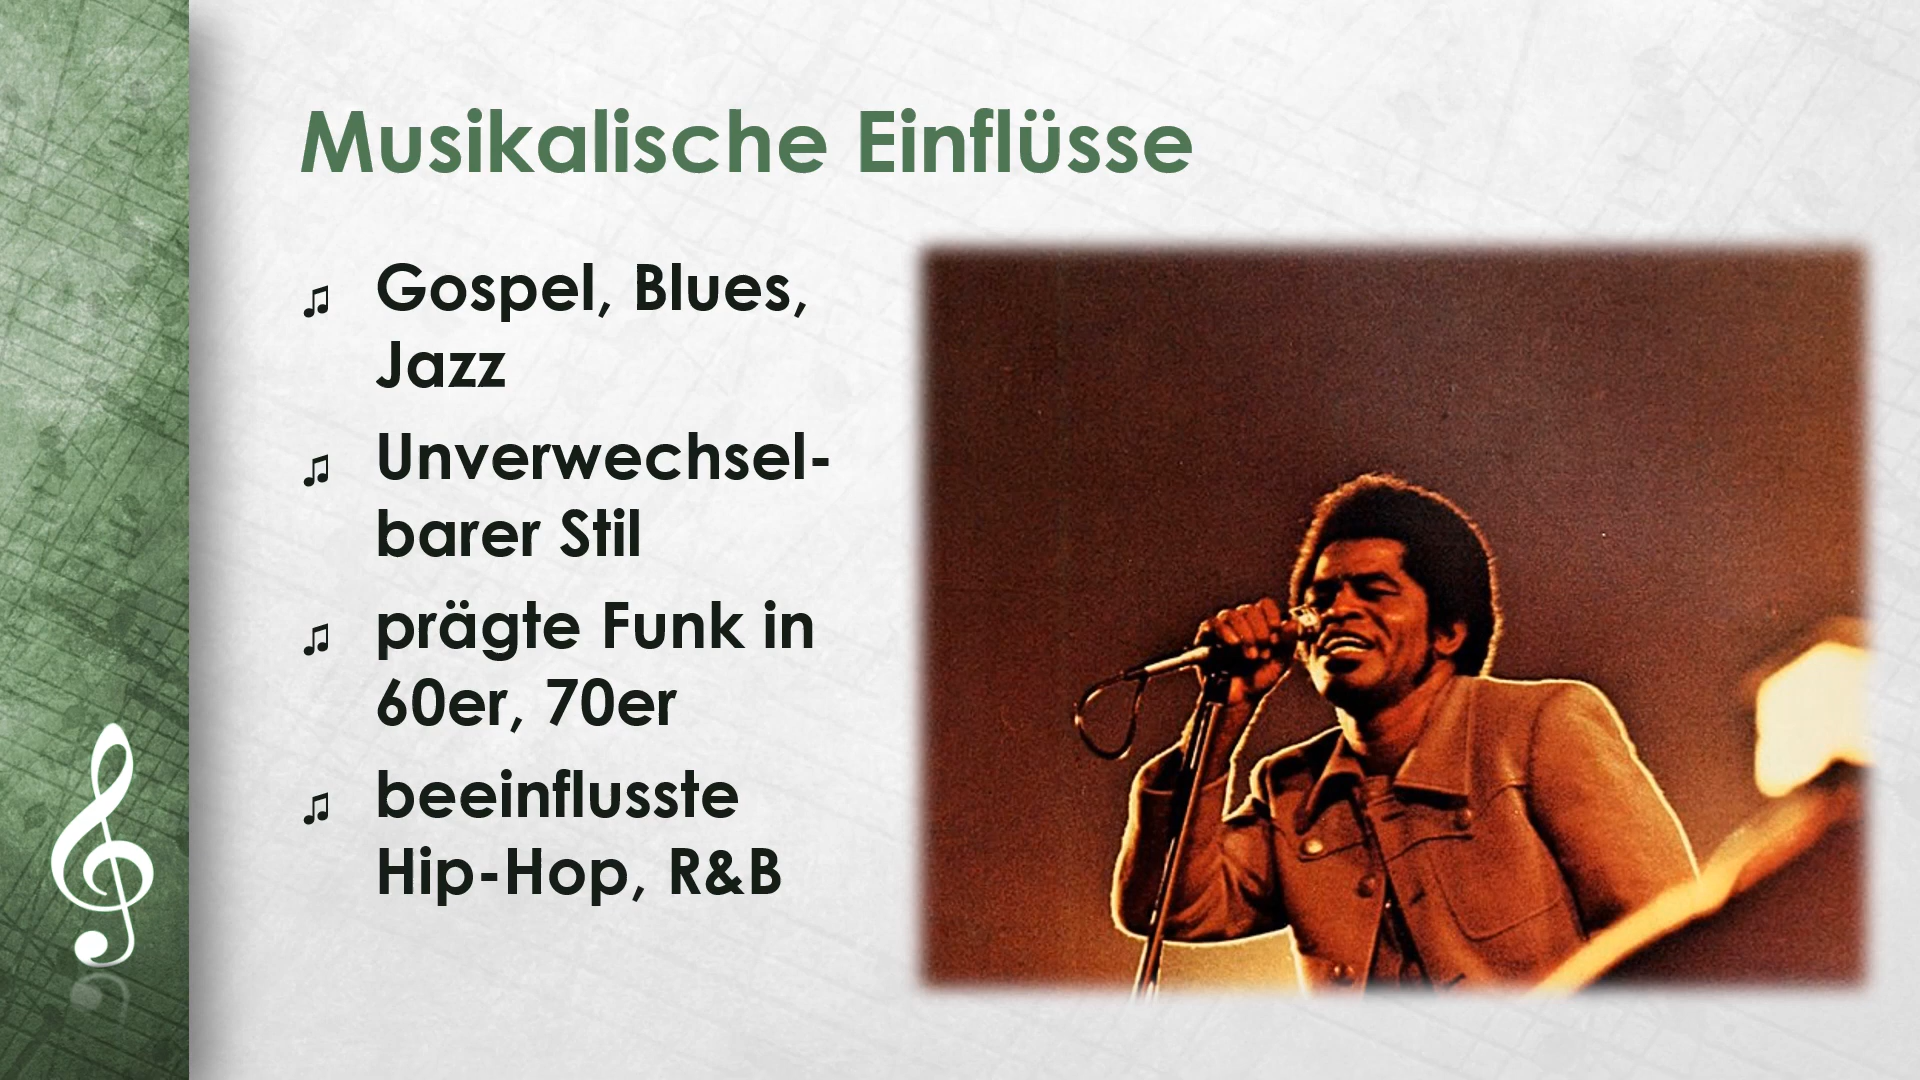 Musikalische Einflüsse
♫ Gospel, Blues,
Jazz
♫ Unverwechsel-
barer Stil
♫ prägte Funk in
60er, 70er
♫ beeinflusste
Hip-Hop, R&B